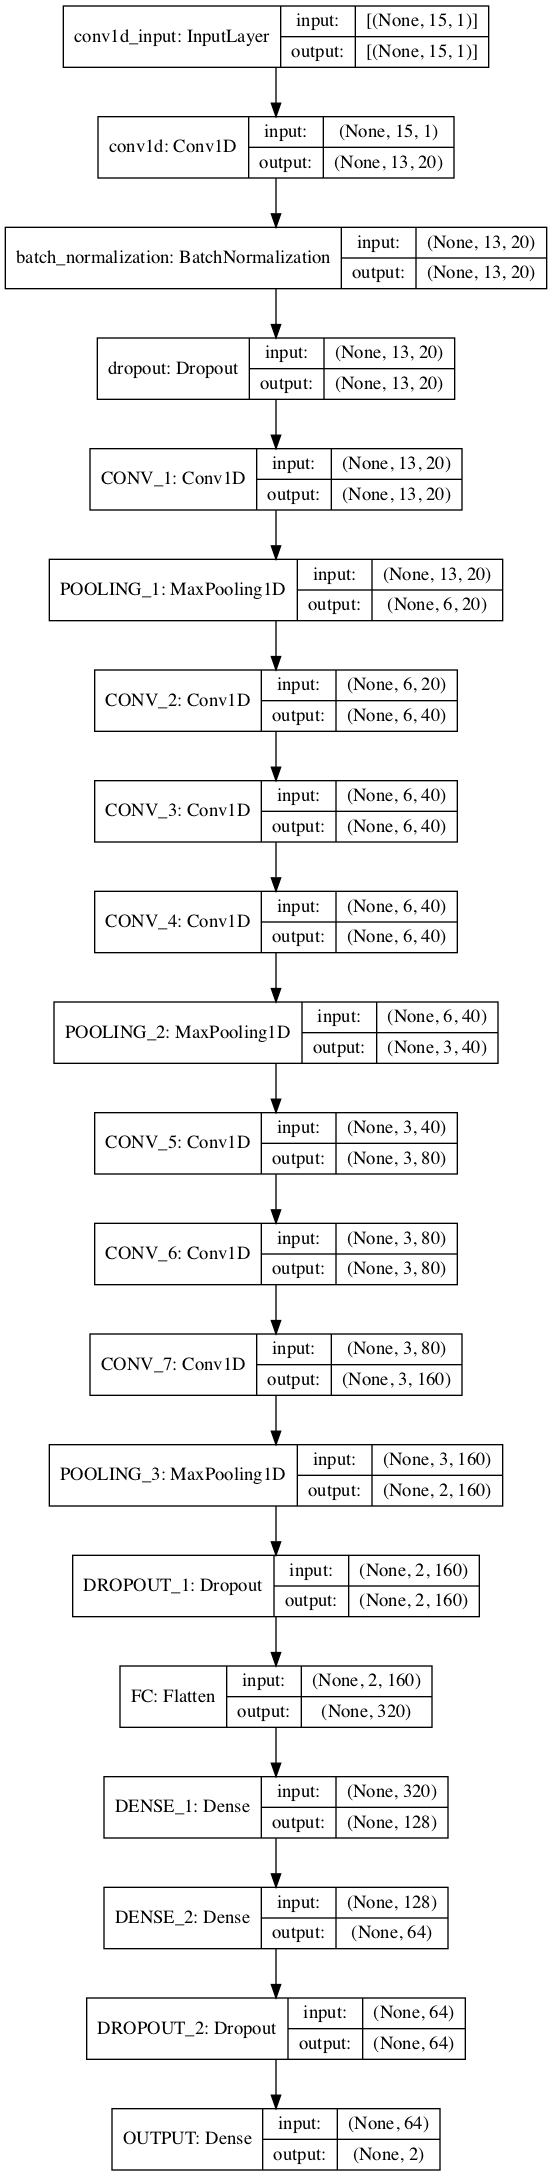 conv1d_input: InputLayer
input: [(None, 15, 1)]
output: [(None, 15, 1)]
conv1d: Conv1D
input: (None, 15, 1)
output: (None, 13, 20)
batch_normalization: BatchNormalization
input: (None, 13, 20)
output: (None, 13, 20)
dropout: Dropout
input: (None, 13, 20)
output: (None, 13, 20)
CONV_1: Conv1D
input: (None, 13, 20)
output: (None, 13, 20)
POOLING_1: MaxPooling1D
input: (None, 13, 20)
output: (None, 6, 20)
CONV_2: Conv1D
input: (None, 6, 20)
output: (None, 6, 40)
CONV_3: Conv1D
input: (None, 6, 40)
output: (None, 6, 40)
CONV_4: Conv1D
input: (None, 6, 40)
output: (None, 6, 40)
POOLING_2: MaxPooling1D
input: (None, 6, 40)
output: (None, 3, 40)
CONV_5: Conv1D
input: (None, 3, 40)
output: (None, 3, 80)
CONV_6: Conv1D
input: (None, 3, 80)
output: (None, 3, 80)
CONV_7: Conv1D
input: (None, 3, 80)
output: (None, 3, 160)
POOLING_3: MaxPooling1D
input: (None, 3, 160)
output: (None, 2, 160)
DROPOUT_1: Dropout
input: (None, 2, 160)
output: (None, 2, 160)
FC: Flatten
input: (None, 2, 160)
output: (None, 320)
DENSE_1: Dense
input: (None, 320)
output: (None, 128)
DENSE_2: Dense
input: (None, 128)
output: (None, 64)
DROPOUT_2: Dropout
input: (None, 64)
output: (None, 64)
OUTPUT: Dense
input: (None, 64)
output: (None, 2)